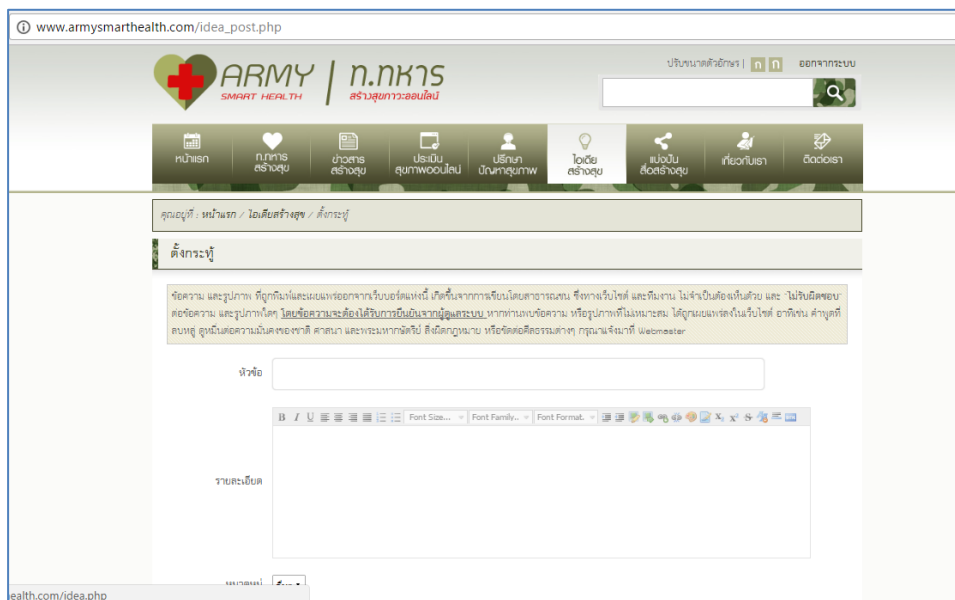 www.armysmarthealth.com/idea_post.php
ปรับขนาดตัวอักษร | ก ก ออกจากระบบ
ARMY
SMART HEALTH
ท.ทหาร
สร้างสุขภาวะออนไลน์
หน้าแรก
ท.ทหาร
สร้างสุข
ข่าวสาร
สร้างสุข
ประเมิน
สุขภาพออนไลน์
ปรึกษา
ปัญหาสุขภาพ
ไอเดีย
สร้างสุข
แบ่งปัน
สื่อสร้างสุข
เกี่ยวกับเรา
ติดต่อเรา
คุณอยู่ที่ : หน้าแรก / ไอเดียสร้างสุข / ตั้งกระทู้
ตั้งกระทู้
ข้อความ และรูปภาพ ที่ถูกพิมพ์และเผยแพร่ออกจากเว็บบอร์ดแห่งนี้ เกิดขึ้นจากการเขียนโดยสาธารณชน ซึ่งทางเว็บไซต์ และทีมงาน ไม่จำเป็นต้องเห็นด้วย และ "ไม่รับผิดชอบ"
ต่อข้อความ และรูปภาพใดๆ โดยข้อความจะต้องได้รับการยืนยันจากผู้ดูแลระบบ หากท่านพบข้อความ หรือรูปภาพที่ไม่เหมาะสม ได้ถูกเผยแพร่ลงในเว็บไซต์ อาทิเช่น คำพูดที่
ลบหลู่ ดูหมิ่นต่อความมั่นคงของชาติ ศาสนา และพระมหากษัตริย์ สิ่งผิดกฎหมาย หรือขัดต่อศีลธรรมต่างๆ กรุณาแจ้งมาที่ Webmaster
หัวข้อ
B I U Font Size... Font Family.. Font Format.
รายละเอียด
หมวดหมู่
ealth.com/idea.php